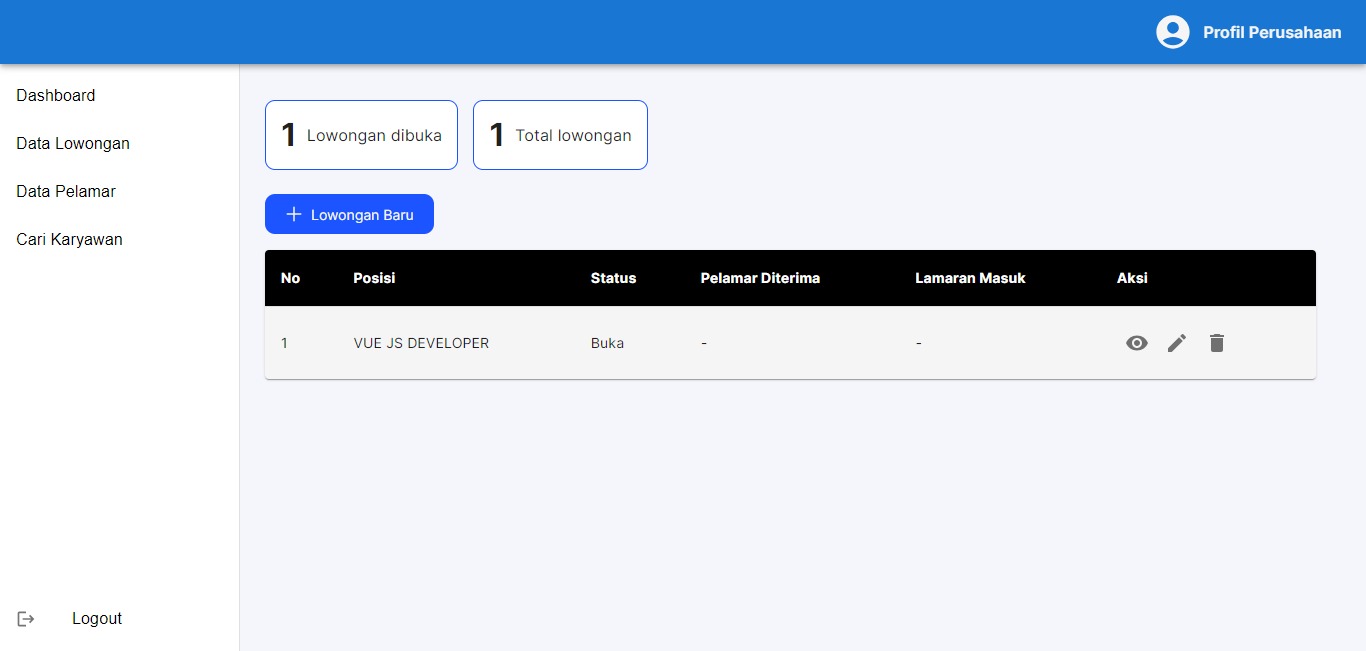 Profil Perusahaan
Dashboard
Data Lowongan
Data Pelamar
Cari Karyawan
Logout
1 Lowongan dibuka
1 Total lowongan
Lowongan Baru
No Posisi Status Pelamar Diterima Lamaran Masuk Aksi
1 VUE JS DEVELOPER Buka - -